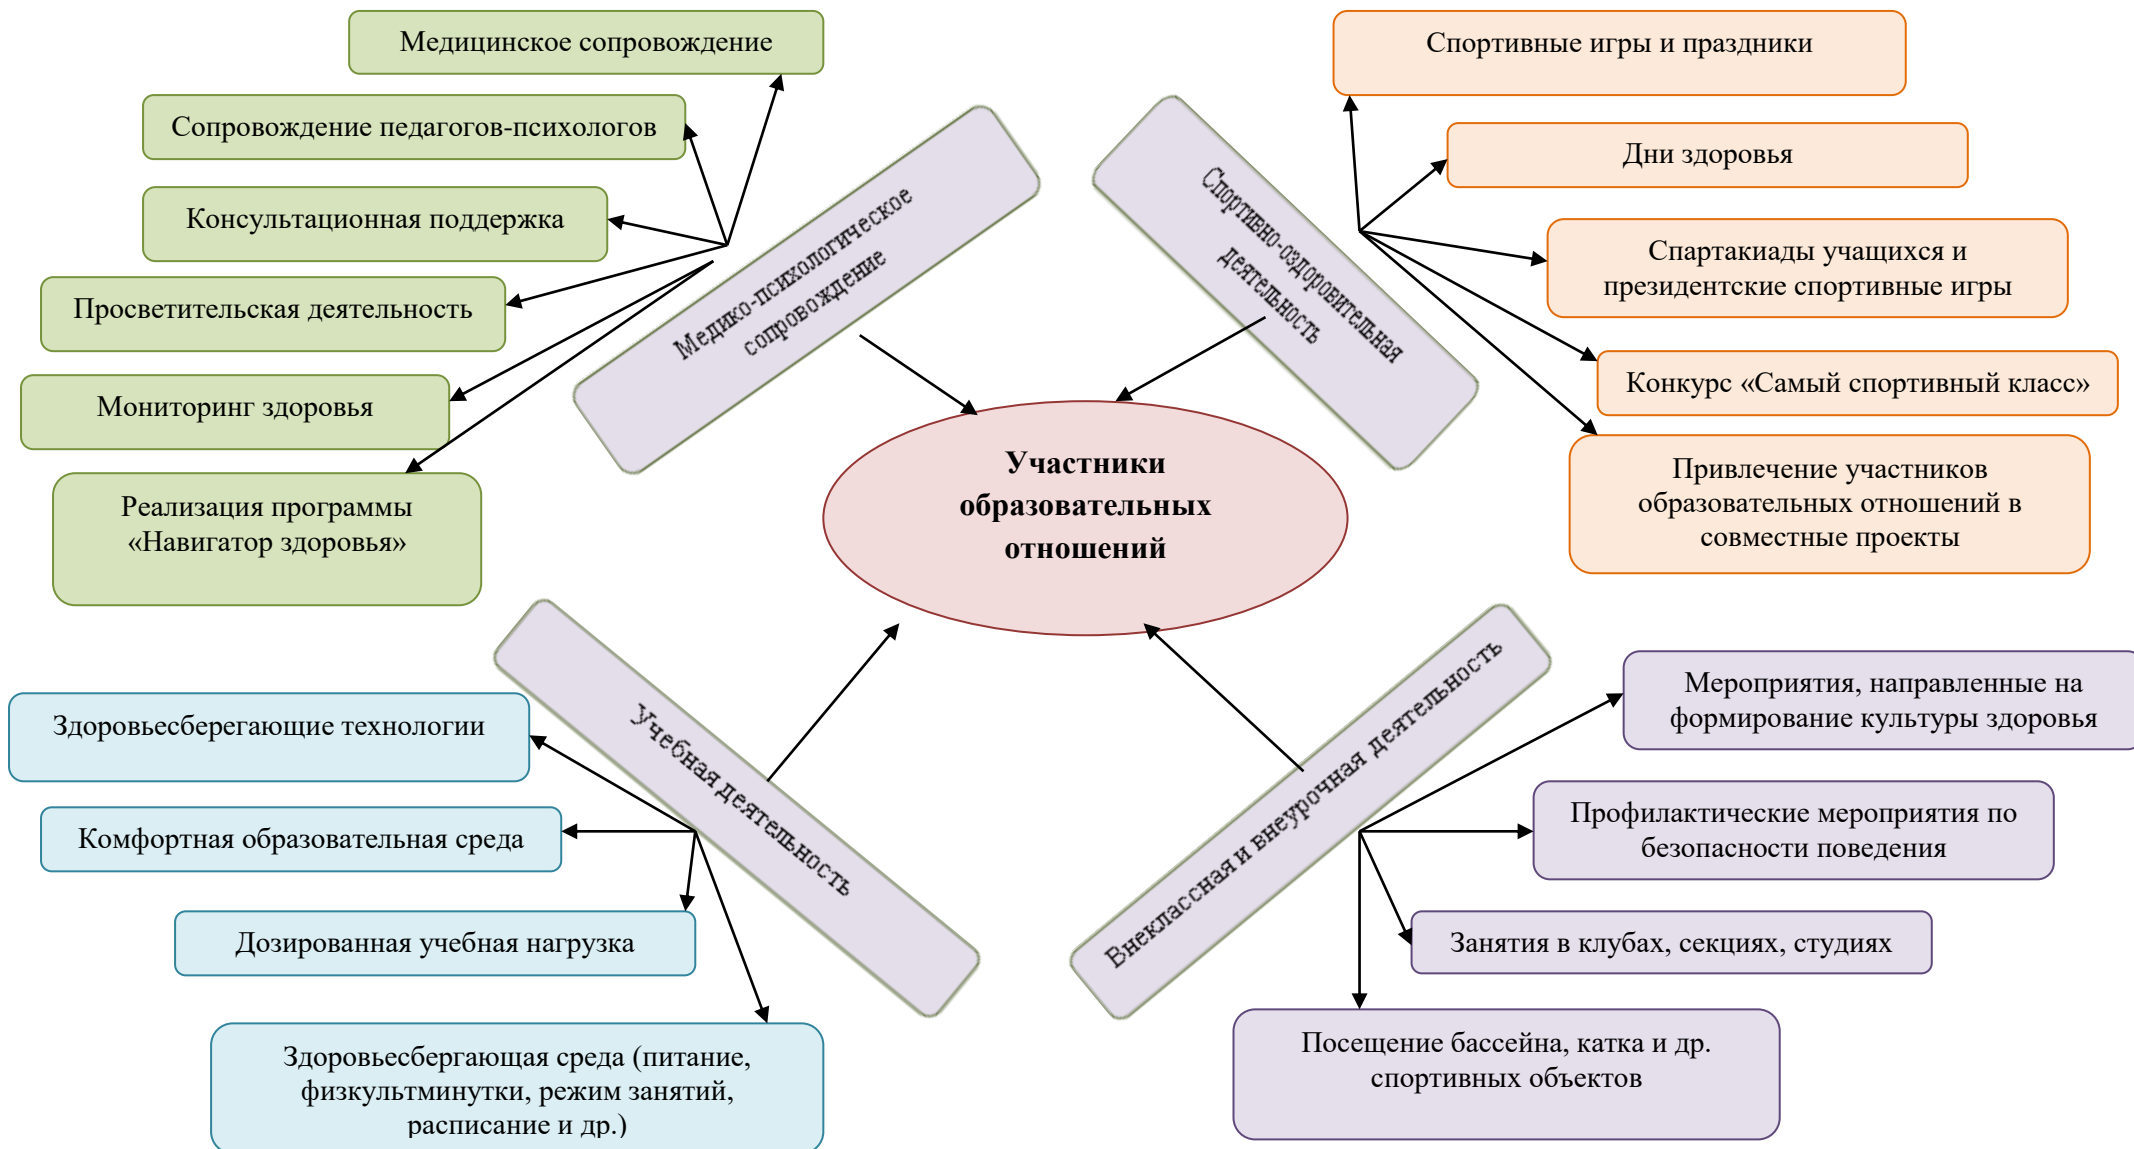 Медицинское сопровождение
Сопровождение педагогов-психологов
Консультационная поддержка
Просветительская деятельность
Мониторинг здоровья
Реализация программы
«Навигатор здоровья»
Медико-психологическое
сопровождение
Спортивно-оздоровительная
деятельность
Спортивные игры и праздники
Дни здоровья
Спартакиады учащихся и
президентские спортивные игры
Конкурс «Самый спортивный класс»
Привлечение участников
образовательных отношений в
совместные проекты
Участники
образовательных
отношений
Здоровьесберегающие технологии
Комфортная образовательная среда
Дозированная учебная нагрузка
Здоровьесбергающая среда (питание,
физкультминутки, режим занятий,
расписание и др.)
Учебная деятельность
Внеклассная и внеурочная деятельность
Мероприятия, направленные на
формирование культуры здоровья
Профилактические мероприятия по
безопасности поведения
Занятия в клубах, секциях, студиях
Посещение бассейна, катка и др.
спортивных объектов